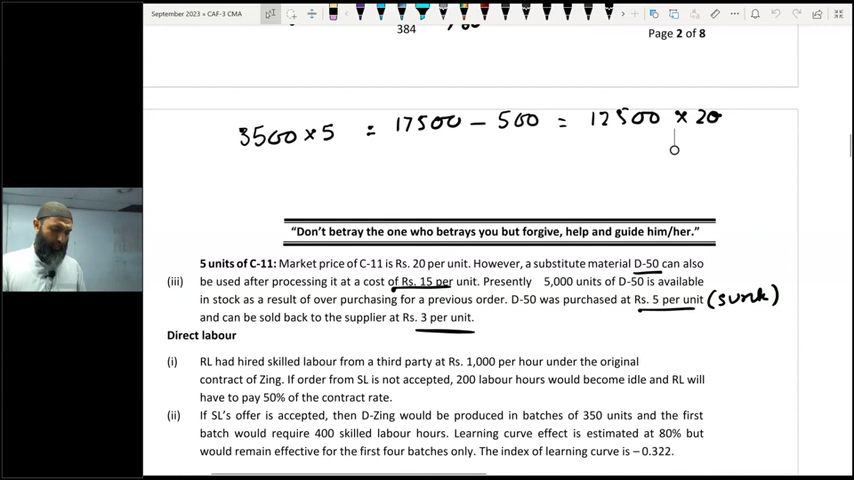 September 2023 » CAF-3 CMA
384
Page 2 of 8
3500 x 5 = 17500 – 500 = 12500 x 20
“Don’t betray the one who betrays you but forgive, help and guide him/her.”
5 units of C-11: Market price of C-11 is Rs. 20 per unit. However, a substitute material D-50 can also
(iii) be used after processing it at a cost of Rs. 15 per unit. Presently 5,000 units of D-50 is available
in stock as a result of over purchasing for a previous order. D-50 was purchased at Rs. 5 per unit (sunk)
and can be sold back to the supplier at Rs. 3 per unit.
Direct labour
(i) RL had hired skilled labour from a third party at Rs. 1,000 per hour under the original
contract of Zing. If order from SL is not accepted, 200 labour hours would become idle and RL will
have to pay 50% of the contract rate.
(ii) If SL’s offer is accepted, then D-Zing would be produced in batches of 350 units and the first
batch would require 400 skilled labour hours. Learning curve effect is estimated at 80% but
would remain effective for the first four batches only. The index of learning curve is – 0.322.